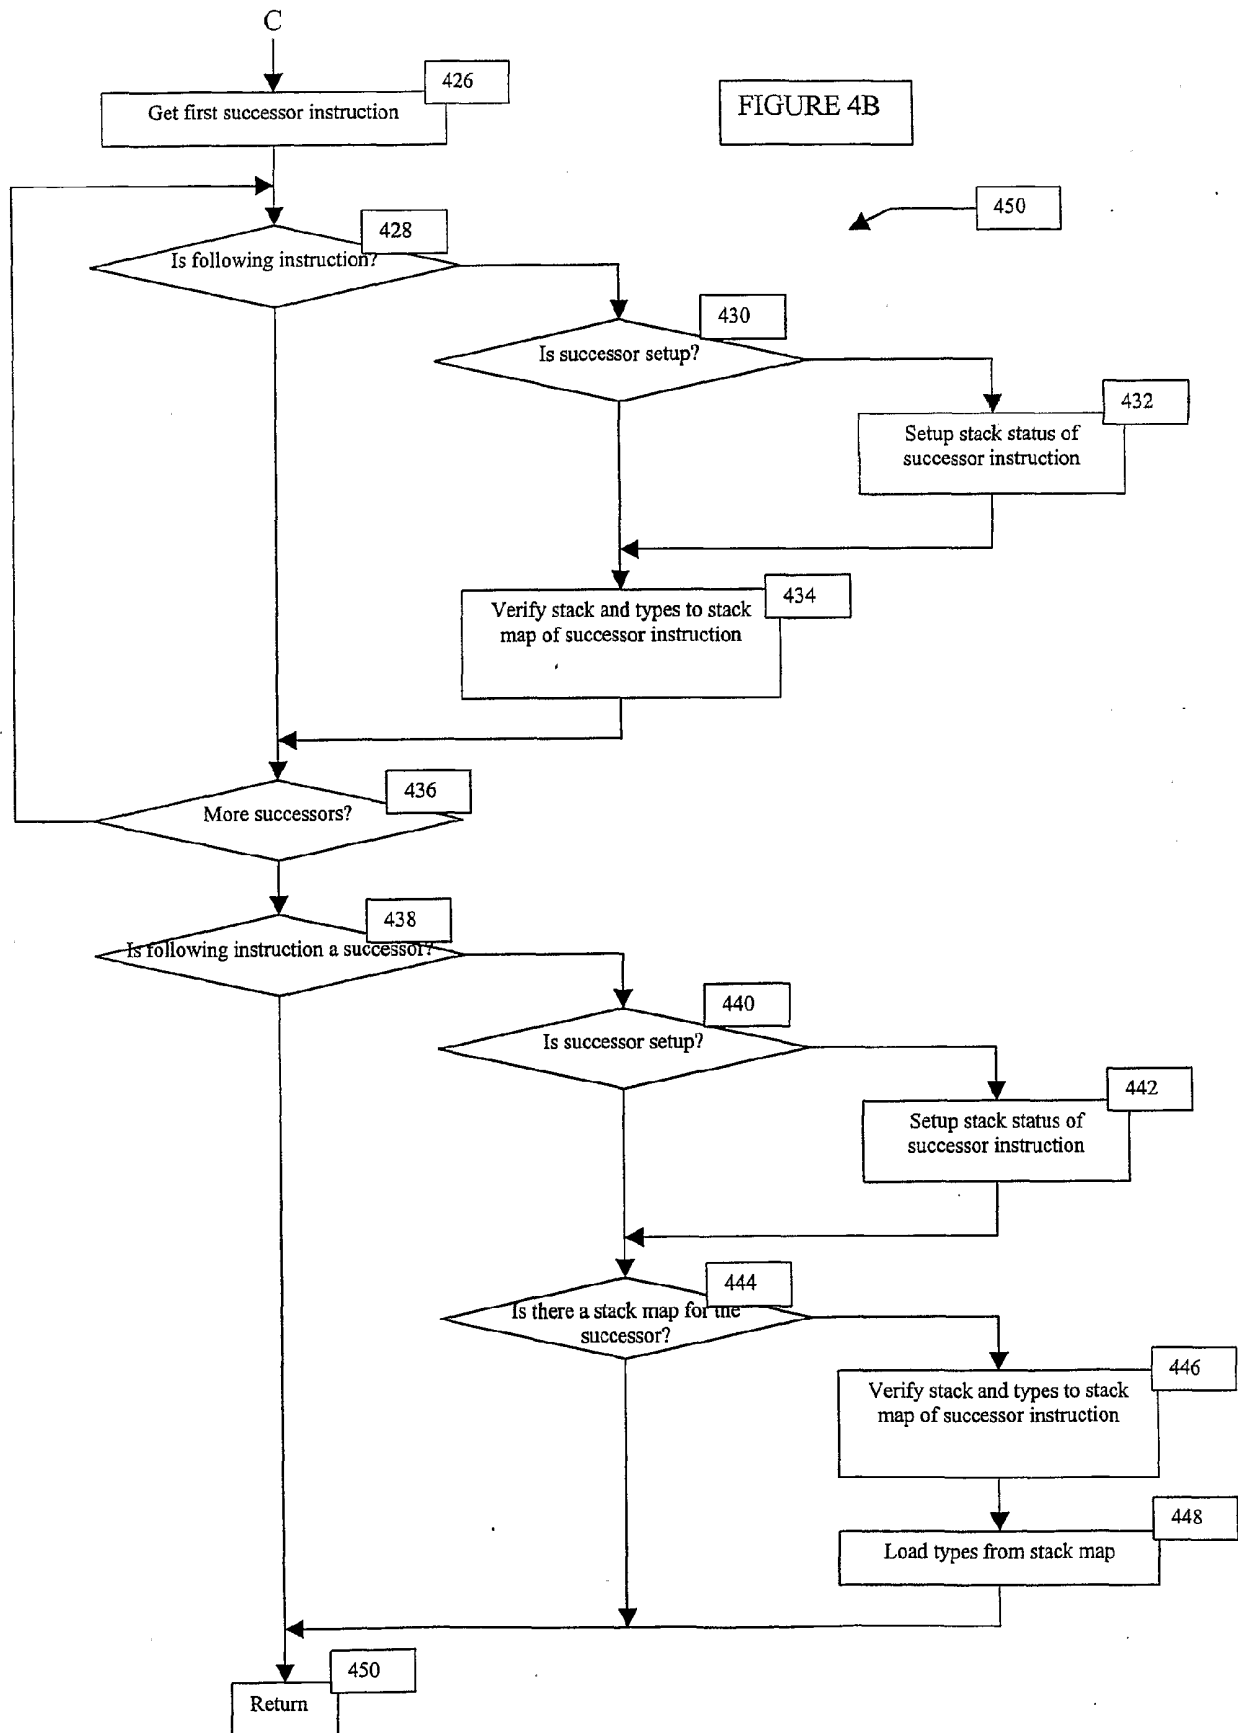 C
426
Get first successor instruction
FIGURE 4B
450
428
Is following instruction?
430
Is successor setup?
432
Setup stack status of
successor instruction
434
Verify stack and types to stack
map of successor instruction
436
More successors?
438
Is following instruction a successor?
440
Is successor setup?
442
Setup stack status of
successor instruction
444
Is there a stack map for the
successor?
446
Verify stack and types to stack
map of successor instruction
448
Load types from stack map
450
Return